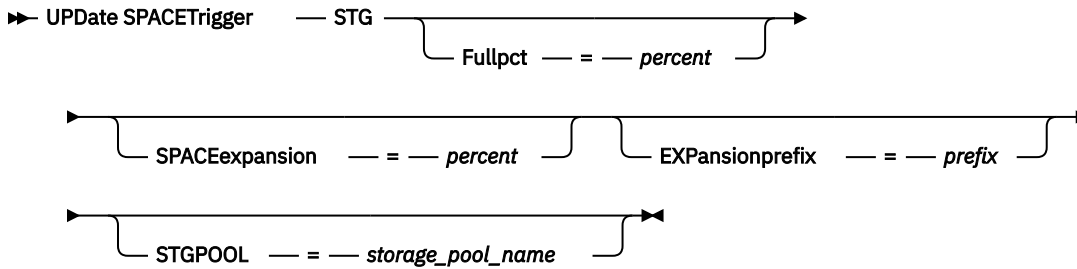 UPDate SPACETrigger STG
Fullpct = percent
SPACEexpansion = percent EXPansionprefix = prefix
STGPOOL = storage_pool_name